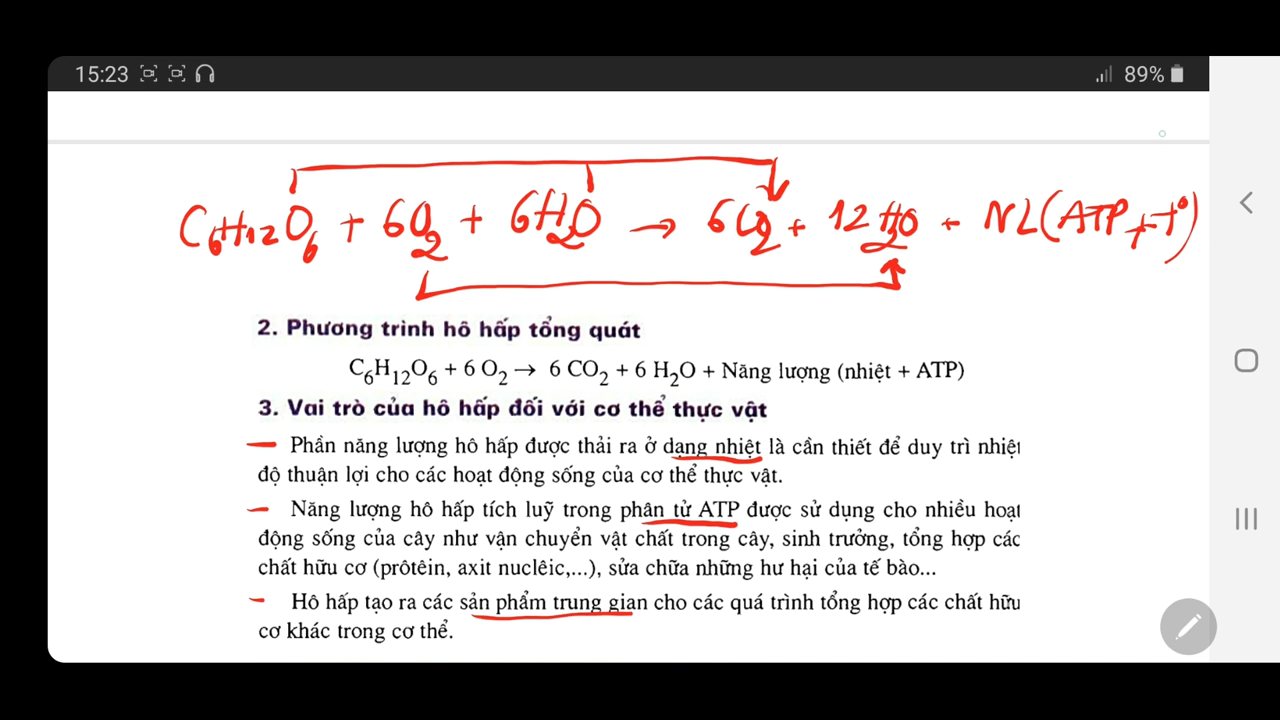 15:23 89%
C6H12O6 + 6O2 + 6H2O → 6CO2 + 12H2O + NL(ATP + T°)
2. Phương trình hô hấp tổng quát
C6H12O6 + 6 O2 → 6 CO2 + 6 H2O + Năng lượng (nhiệt + ATP)
3. Vai trò của hô hấp đối với cơ thể thực vật
– Phần năng lượng hô hấp được thải ra ở dạng nhiệt là cần thiết để duy trì nhiệt
độ thuận lợi cho các hoạt động sống của cơ thể thực vật.
– Năng lượng hô hấp tích luỹ trong phân tử ATP được sử dụng cho nhiều hoạt
động sống của cây như vận chuyển vật chất trong cây, sinh trưởng, tổng hợp các
chất hữu cơ (prôtêin, axit nuclêic,...), sửa chữa những hư hại của tế bào...
– Hô hấp tạo ra các sản phẩm trung gian cho các quá trình tổng hợp các chất hữu
cơ khác trong cơ thể.